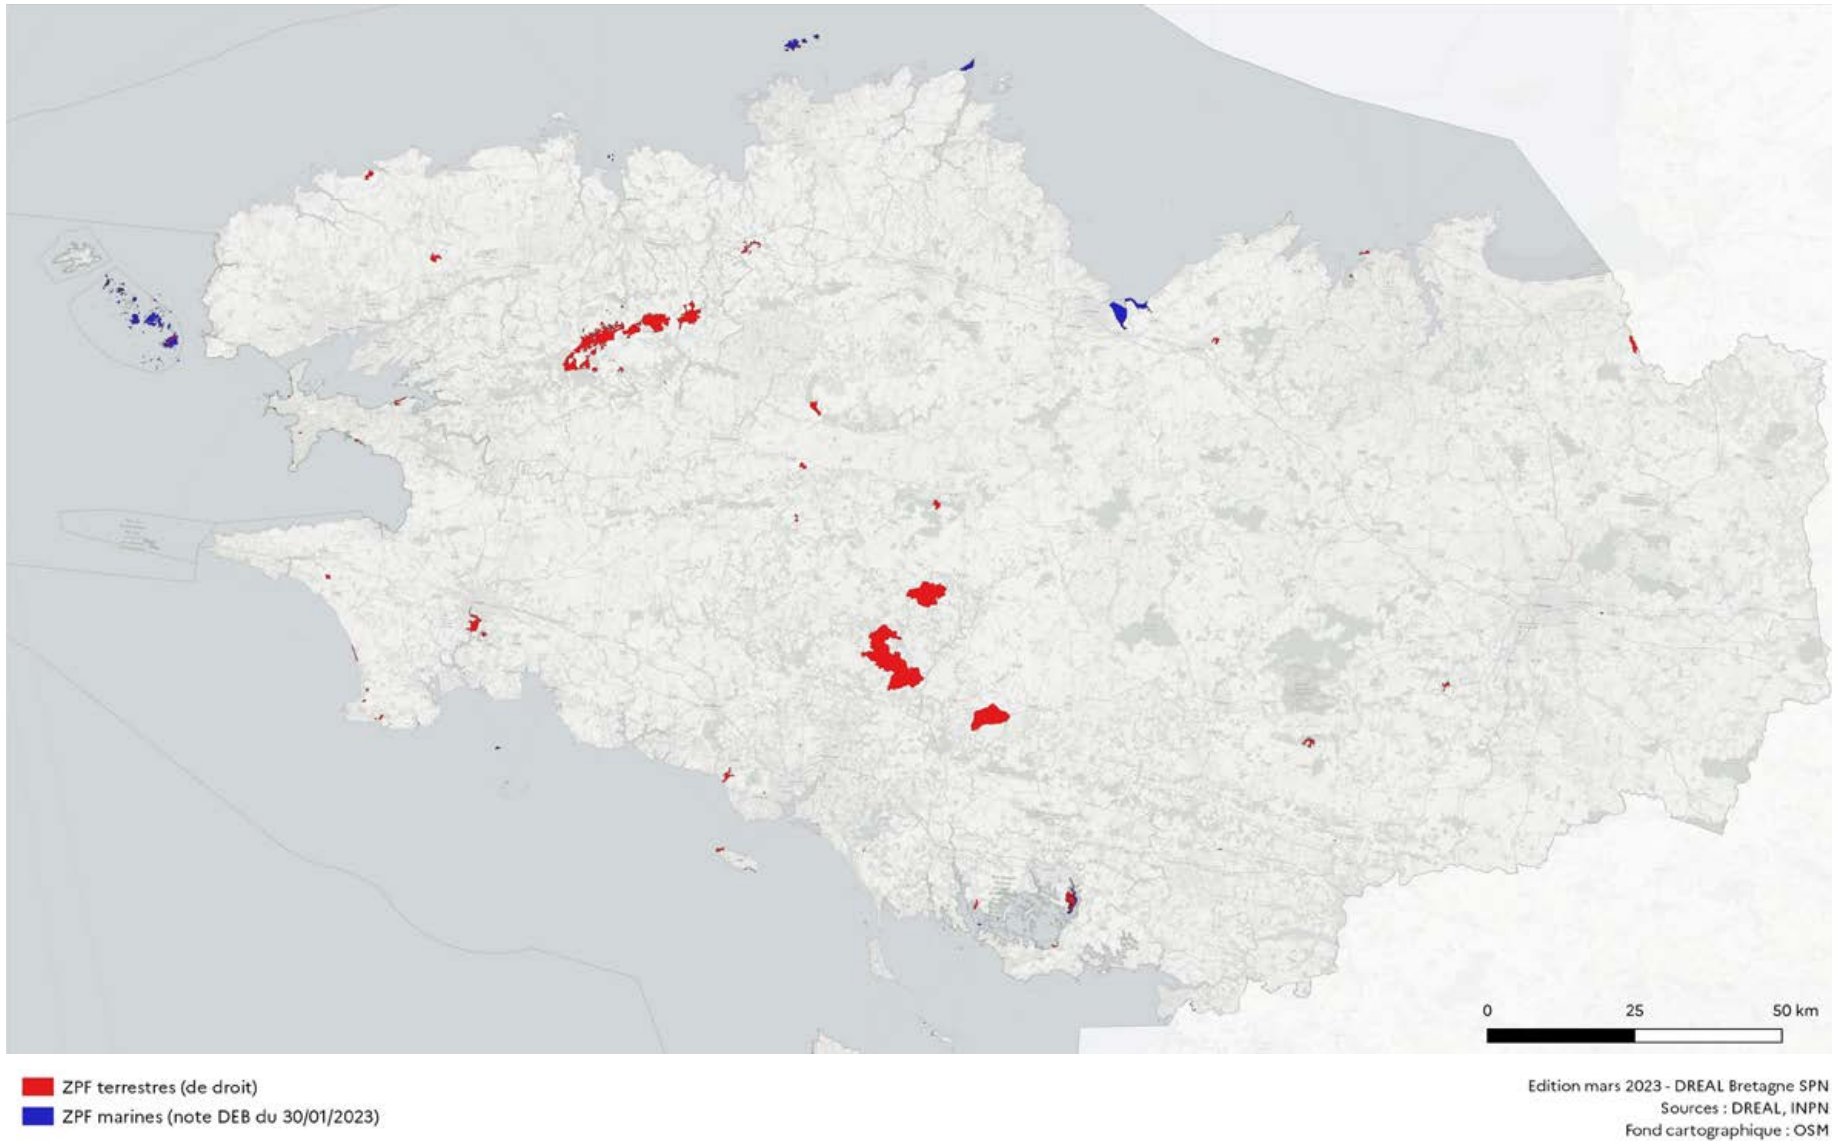 0 25 50 km
ZPF terrestres (de droit)
ZPF marines (note DEB du 30/01/2023)
Edition mars 2023 - DREAL Bretagne SPN
Sources : DREAL, INPN
Fond cartographique : OSM